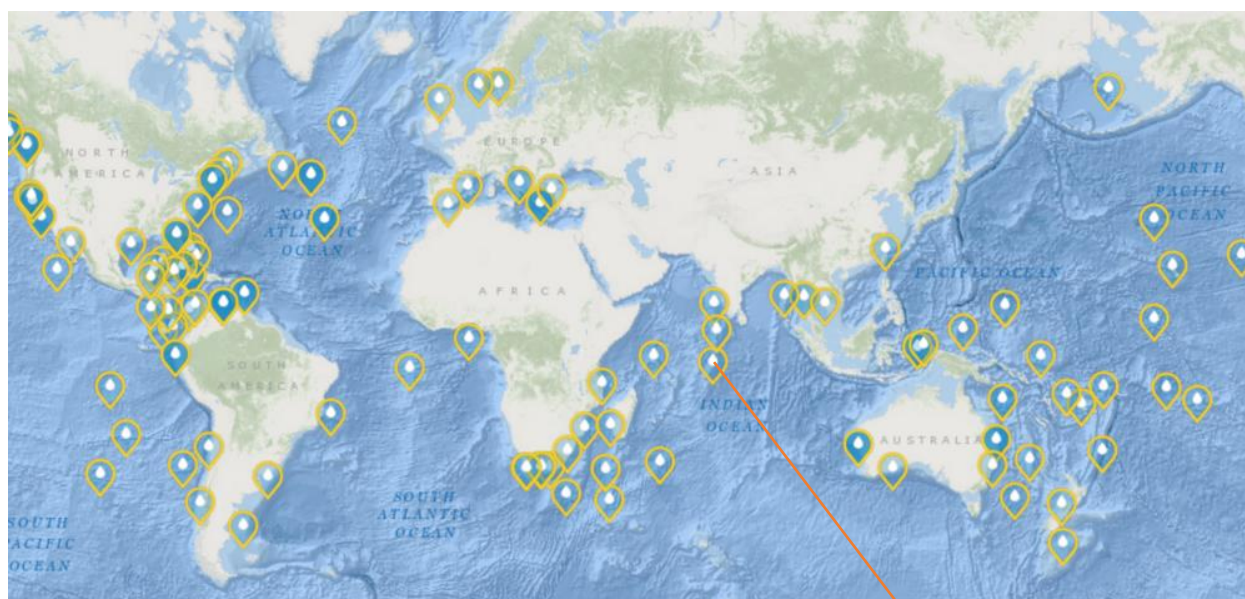 NORTH
AMERICA
EUROPE
ASIA
NORTH
PACIFIC
OCEAN
ATLANTIC
OCEAN
PACIFIC OCEAN
AFRICA
SOUTH
AMERICA
INDIAN
OCEAN
AUSTRALIA
SOUTH
ATLANTIC
OCEAN
SOUTH
PACIFIC
OCEAN